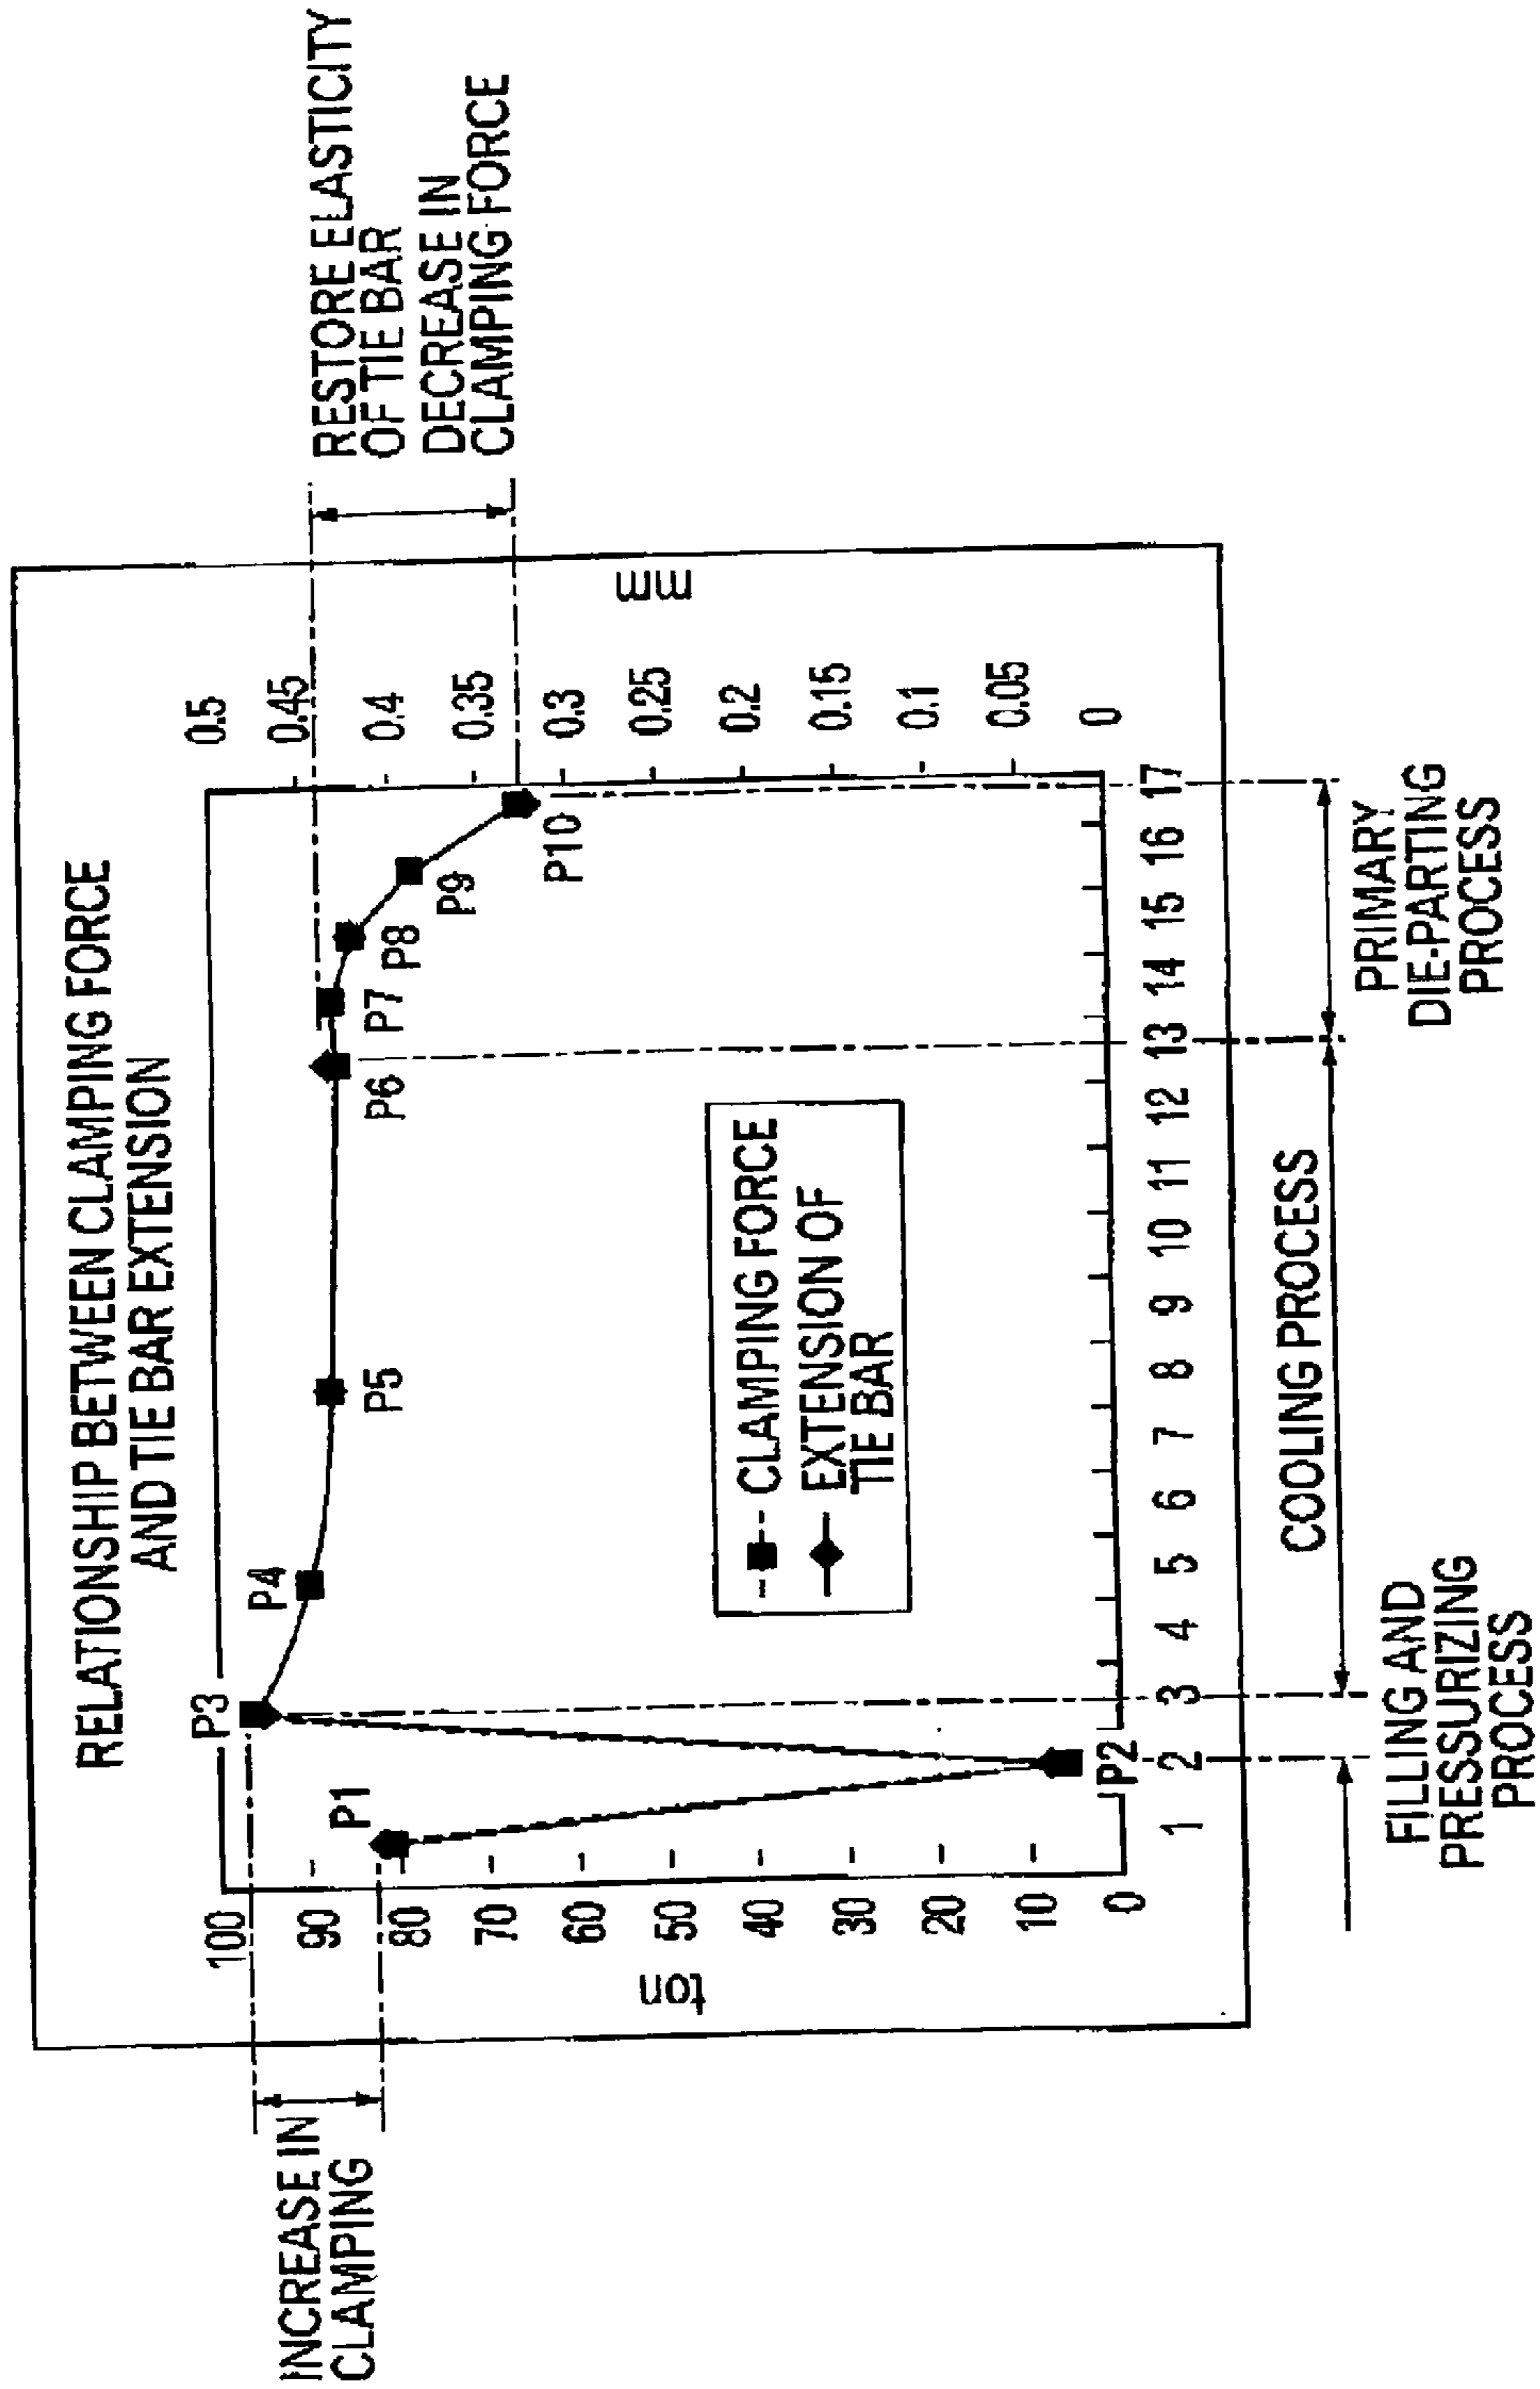 RELATIONSHIP BETWEEN CLAMPING FORCE
AND TIE BAR EXTENSION
INCREASE IN
CLAMPING
ton
100
90
80
70
60
50
40
30
20
10
0
P1
P2
P3
P4
P5
P6
P7
P8
P9
P10
CLAMPING FORCE
EXTENSION OF
TIE BAR
0.5
0.45
0.4
0.35
0.3
0.25
0.2
0.15
0.1
0.05
0
mm
RESTORE ELASTICITY
OF TIE BAR
DECREASE IN
CLAMPING FORCE
1 2 3 4 5 6 7 8 9 10 11 12 13 14 15 16 17
FILLING AND
PRESSURIZING
PROCESS
COOLING PROCESS
PRIMARY
DIE-PARTING
PROCESS